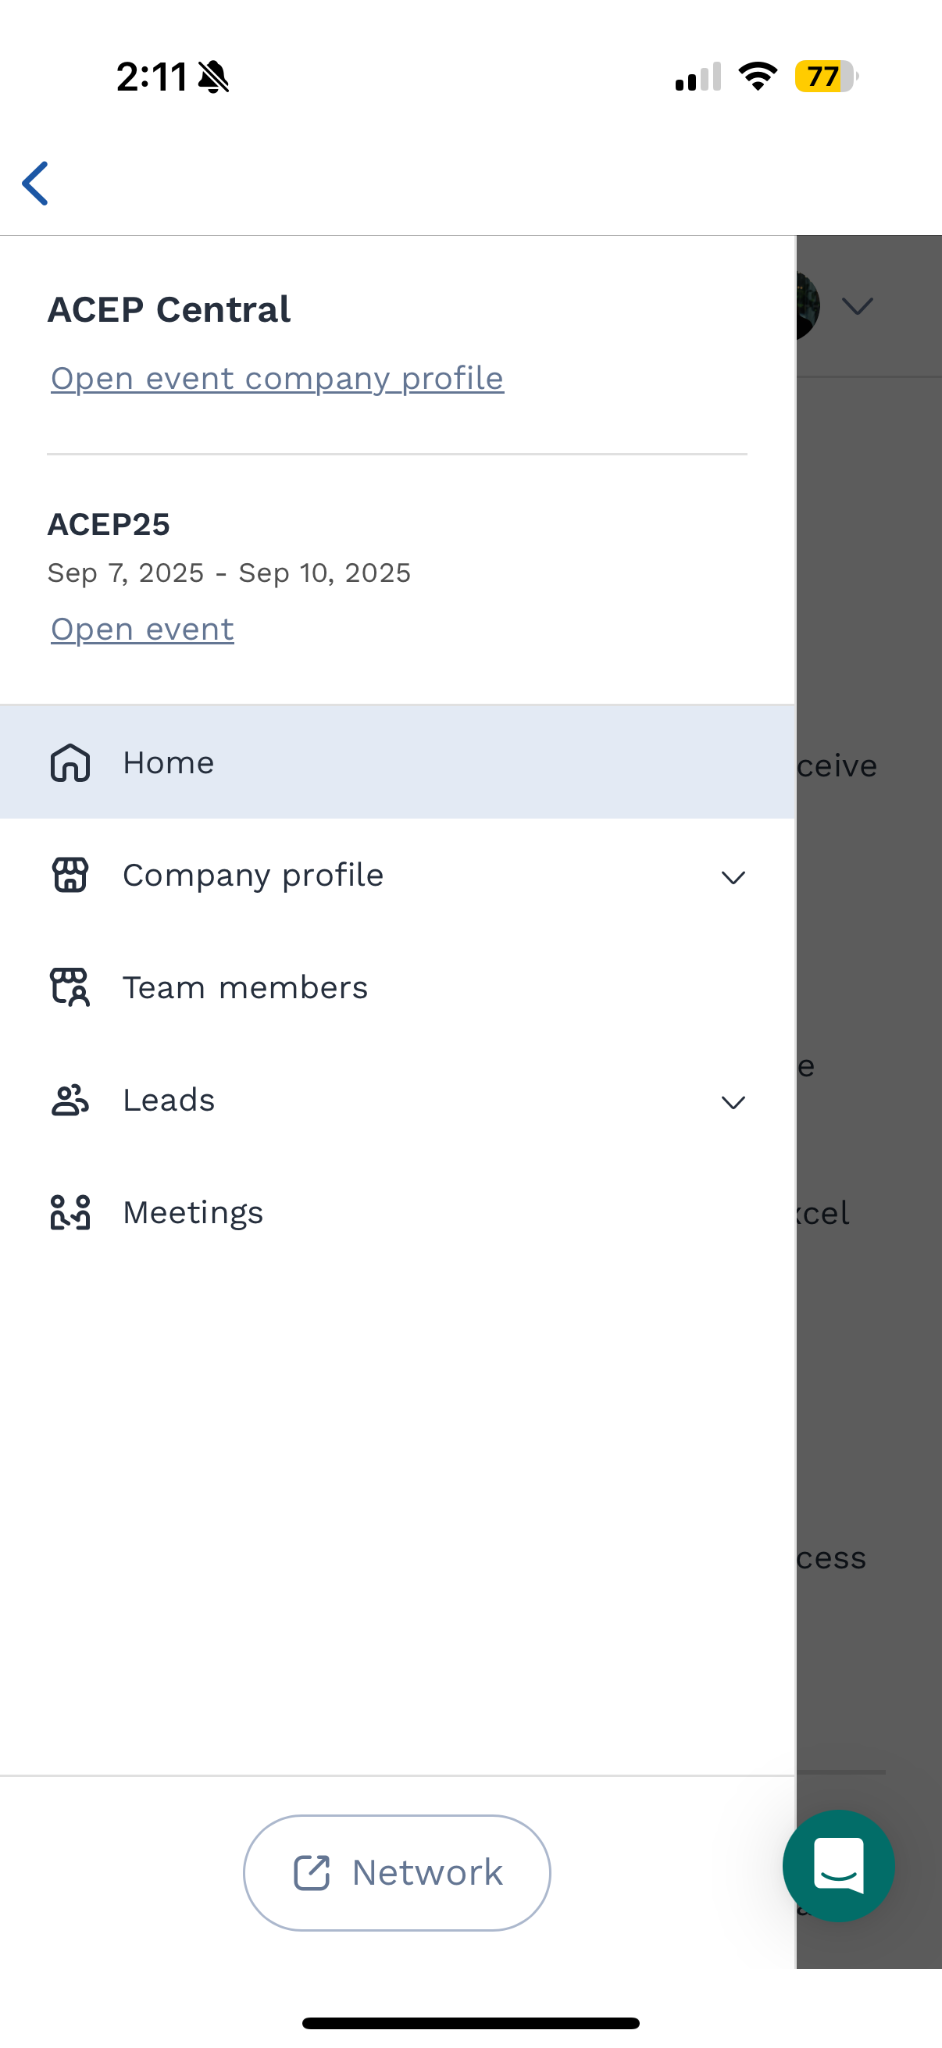 2:11
77
ACEP Central
Open event company profile
ACEP25
Sep 7, 2025 - Sep 10, 2025
Open event
Home
ceive
Company profile
Team members
e
Leads
Meetings
xcel
cess
Network